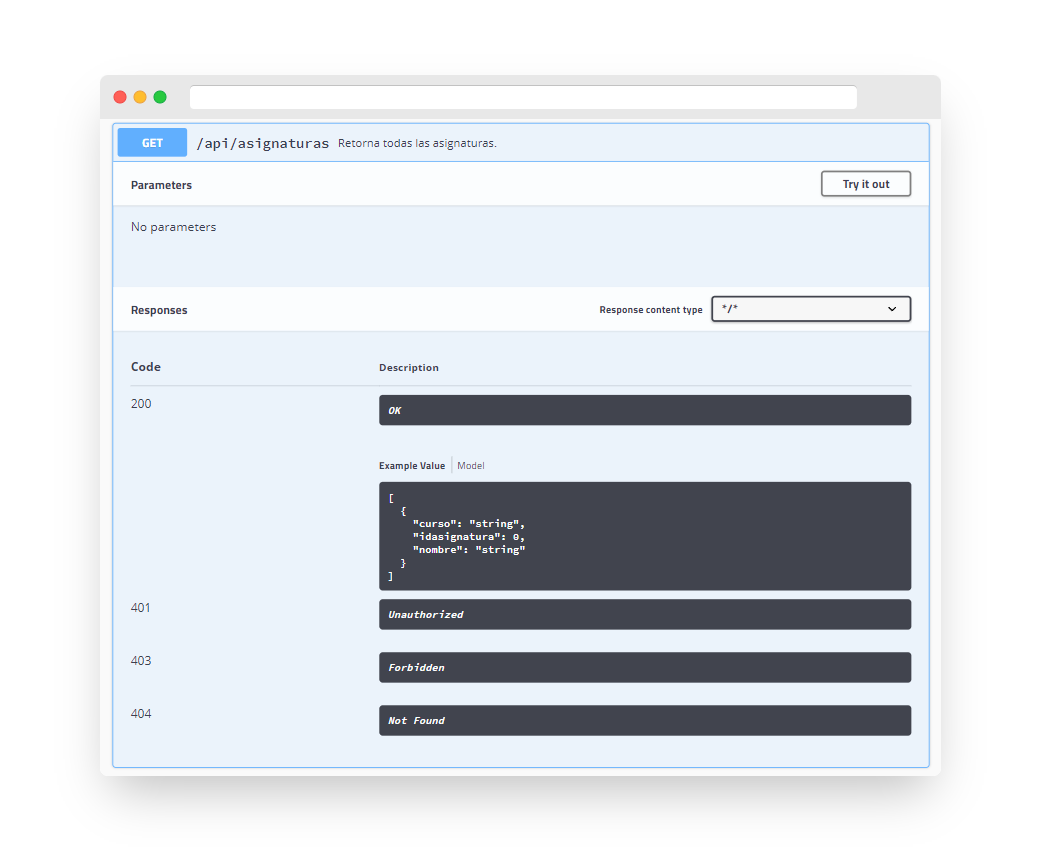 GET /api/asignaturas Retorna todas las asignaturas.
Parameters Try it out
No parameters
Responses Response content type */*
Code Description
200 OK
Example Value Model
[
  {
    "curso": "string",
    "idasignatura": 0,
    "nombre": "string"
  }
]
401 Unauthorized
403 Forbidden
404 Not Found